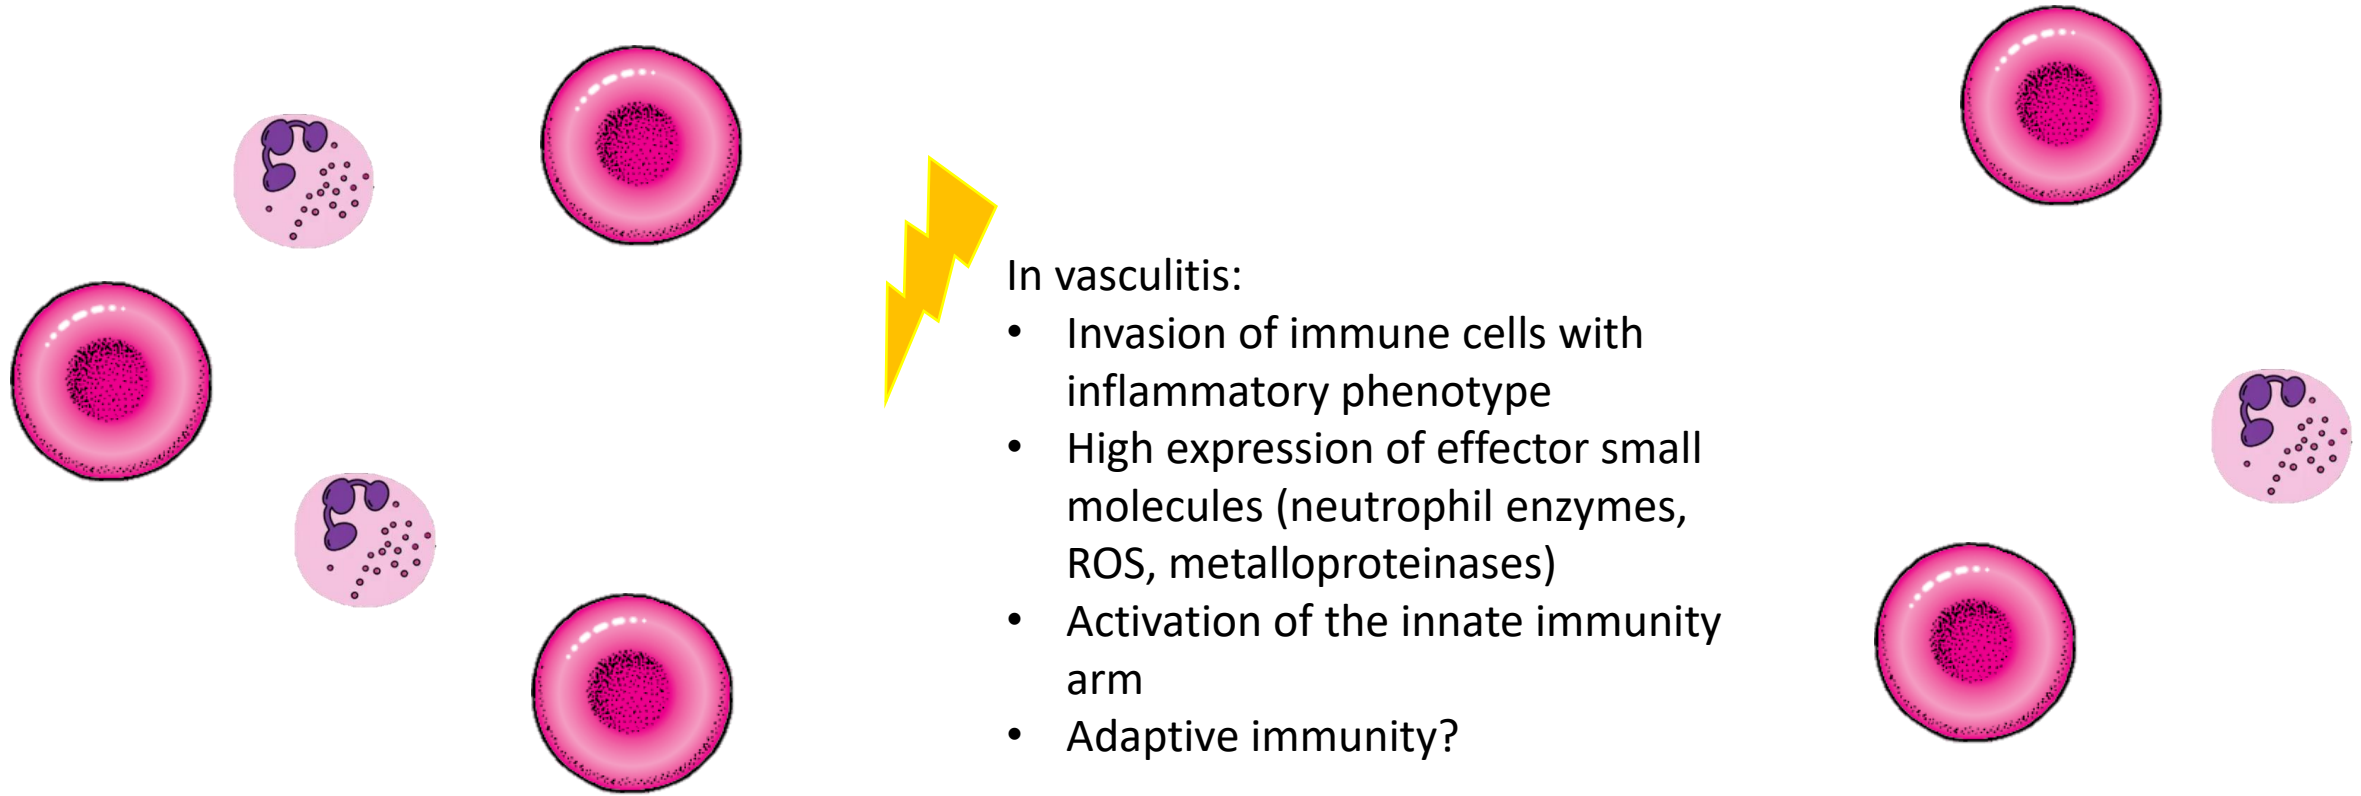 In vasculitis:
• Invasion of immune cells with
inflammatory phenotype
• High expression of effector small
molecules (neutrophil enzymes,
ROS, metalloproteinases)
• Activation of the innate immunity
arm
• Adaptive immunity?